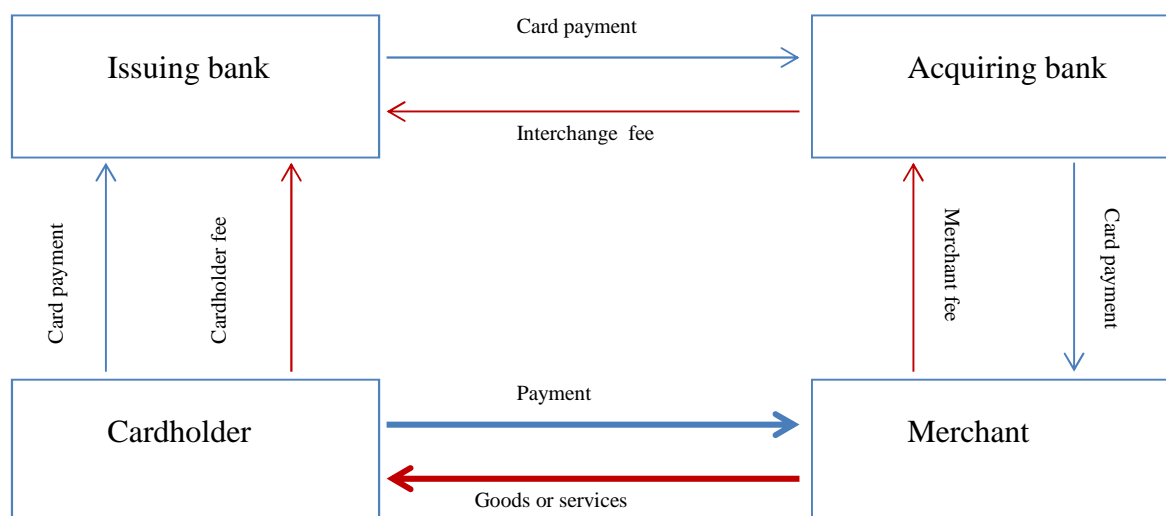 Card payment
Issuing bank
Acquiring bank
Interchange fee
Card payment
Cardholder fee
Merchant fee
Card payment
Payment
Cardholder
Merchant
Goods or services